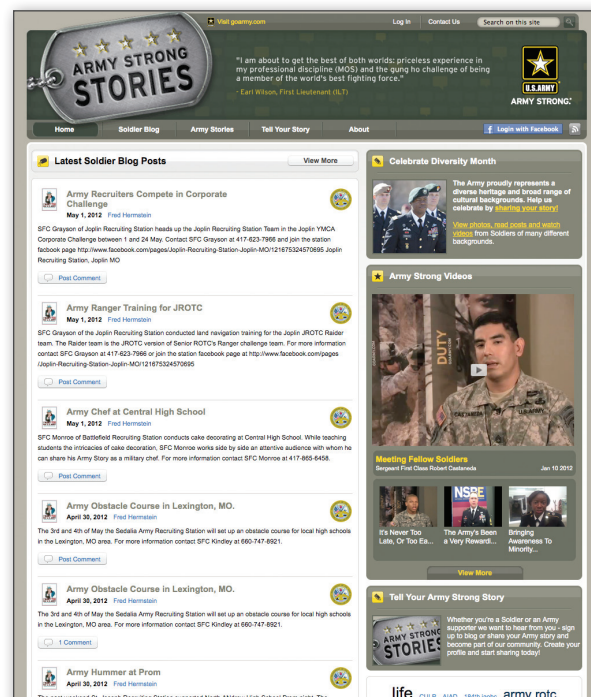 Visit goarmy.com
Log In
Contact Us
Search on this site
ARMY STRONG
STORIES
"I am about to get the best of both worlds: priceless experience in
my professional discipline (MOS) and the gung ho challenge of being
a member of the world's best fighting force."
- Earl Wilson, First Lieutenant (1LT)
U.S.ARMY
ARMY STRONG.
Home
Soldier Blog
Army Stories
Tell Your Story
About
Login with Facebook
Latest Soldier Blog Posts
View More
Army Recruiters Compete in Corporate
Challenge
May 1, 2012 Fred Hermstein
SFC Grayson of Joplin Recruiting Station heads up the Joplin Recruiting Station Team in the Joplin YMCA
Corporate Challenge between 1 and 24 May. Contact SFC Grayson at 417-623-7966 and join the station
facbook page http://www.facebook.com/pages/Joplin-Recruiting-Station-Joplin-MO/121675324570695 Joplin
Recruiting Station, Joplin MO
Post Comment
Army Ranger Training for JROTC
May 1, 2012 Fred Hermstein
SFC Grayson of the Joplin Recruiting Station conducted land navigation training for the Joplin JROTC Raider
team. The Raider team is the JROTC version of Senior ROTC's Ranger challenge team. For more information
contact SFC Grayson at 417-623-7966 or join the station facebook page at http://www.facebook.com/pages
/Joplin-Recruiting-Station-Joplin-MO/121675324570695
Post Comment
Army Chef at Central High School
May 1, 2012 Fred Hermstein
SFC Monroe of Battlefield Recruiting Station conducts cake decorating at Central High School. While teaching
students the intricacies of cake decoration, SFC Monroe works side by side an attentive audience with whom he
can share his Army Story as a military chef. For more information contact SFC Monroe at 417-865-6458.
Post Comment
Army Obstacle Course in Lexington, MO.
April 30, 2012 Fred Hermstein
The 3rd and 4th of May the Sedalia Army Recruiting Station will set up an obstacle course for local high schools
in the Lexington, MO area. For more information contact SFC Kindley at 660-747-8921.
Post Comment
Army Obstacle Course in Lexington, MO.
April 30, 2012 Fred Hermstein
The 3rd and 4th of May the Sedalia Army Recruiting Station will set up an obstacle course for local high schools
in the Lexington, MO area. For more information contact SFC Kindley at 660-747-8921.
1 Comment
Army Hummer at Prom
April 30, 2012 Fred Hermstein
Celebrate Diversity Month
The Army proudly represents a
diverse heritage and broad range of
cultural backgrounds. Help us
celebrate by sharing your story!
View photos, read posts and watch
videos from Soldiers of many different
backgrounds.
Army Strong Videos
DUTY
CASTANEDA
U.S. ARMY
Meeting Fellow Soldiers
Sergeant First Class Robert Castaneda
Jan 10 2012
NSBE
It's Never Too
Late, Or Too Ea...
The Army's Been
a Very Rewardi...
Bringing
Awareness To
Minority...
View More
Tell Your Army Strong Story
ARMY STRONG
STORIES
Whether you're a Soldier or an Army
supporter we want to hear from you - sign
up to blog or share your Army story and
become part of our community. Create your
profile and start sharing today!
life
army rotc